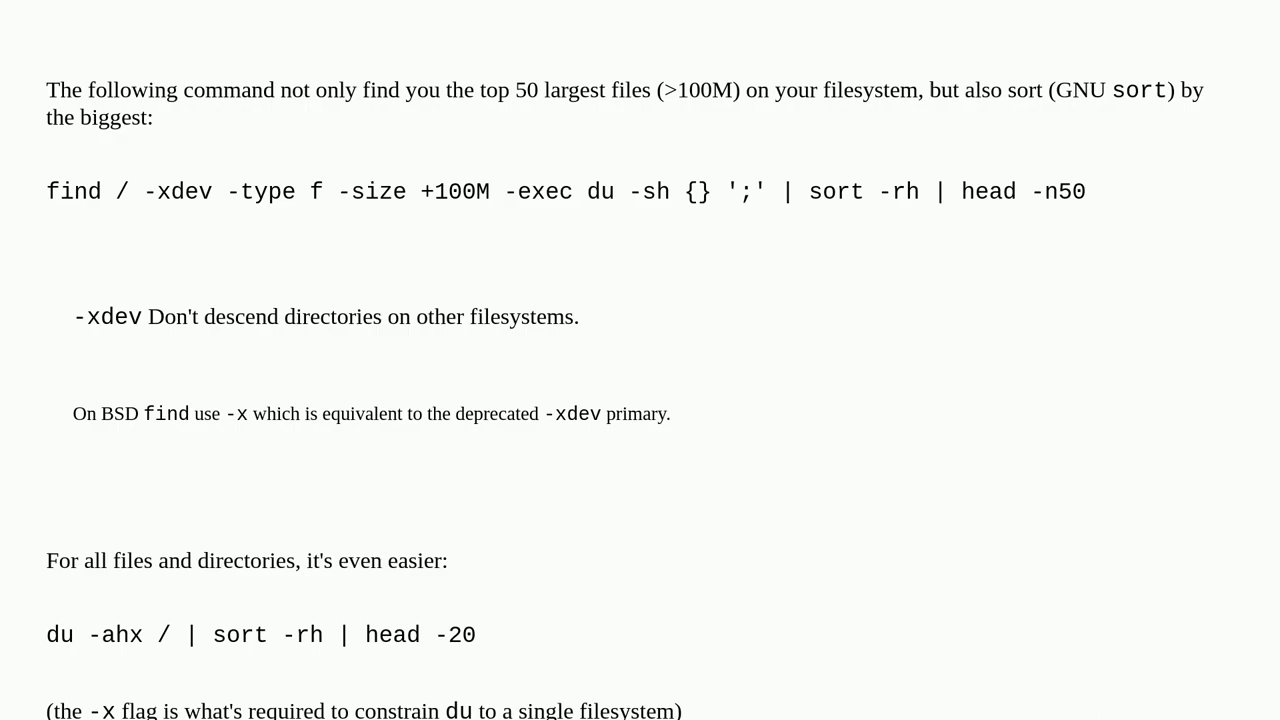 The following command not only find you the top 50 largest files (>100M) on your filesystem, but also sort (GNU sort) by
the biggest:
find / -xdev -type f -size +100M -exec du -sh {} ';' | sort -rh | head -n50
-xdev Don't descend directories on other filesystems.
On BSD find use -x which is equivalent to the deprecated -xdev primary.
For all files and directories, it's even easier:
du -ahx / | sort -rh | head -20
(the -x flag is what's required to constrain du to a single filesystem)